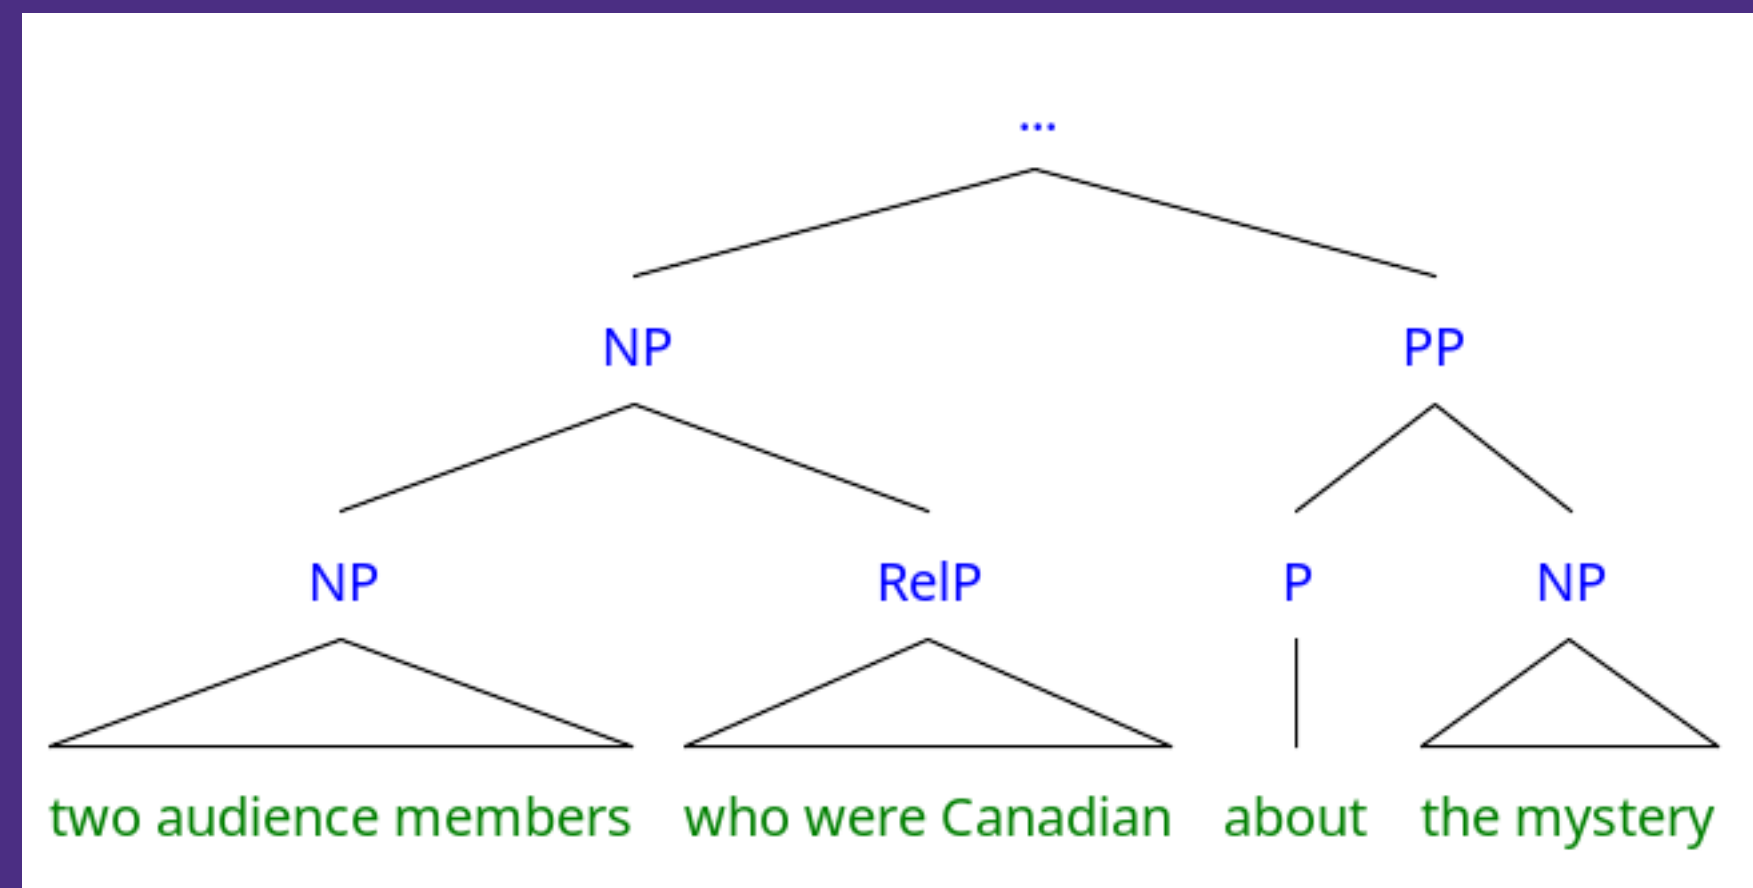 ...
NP PP
NP RelP P NP
two audience members who were Canadian about the mystery